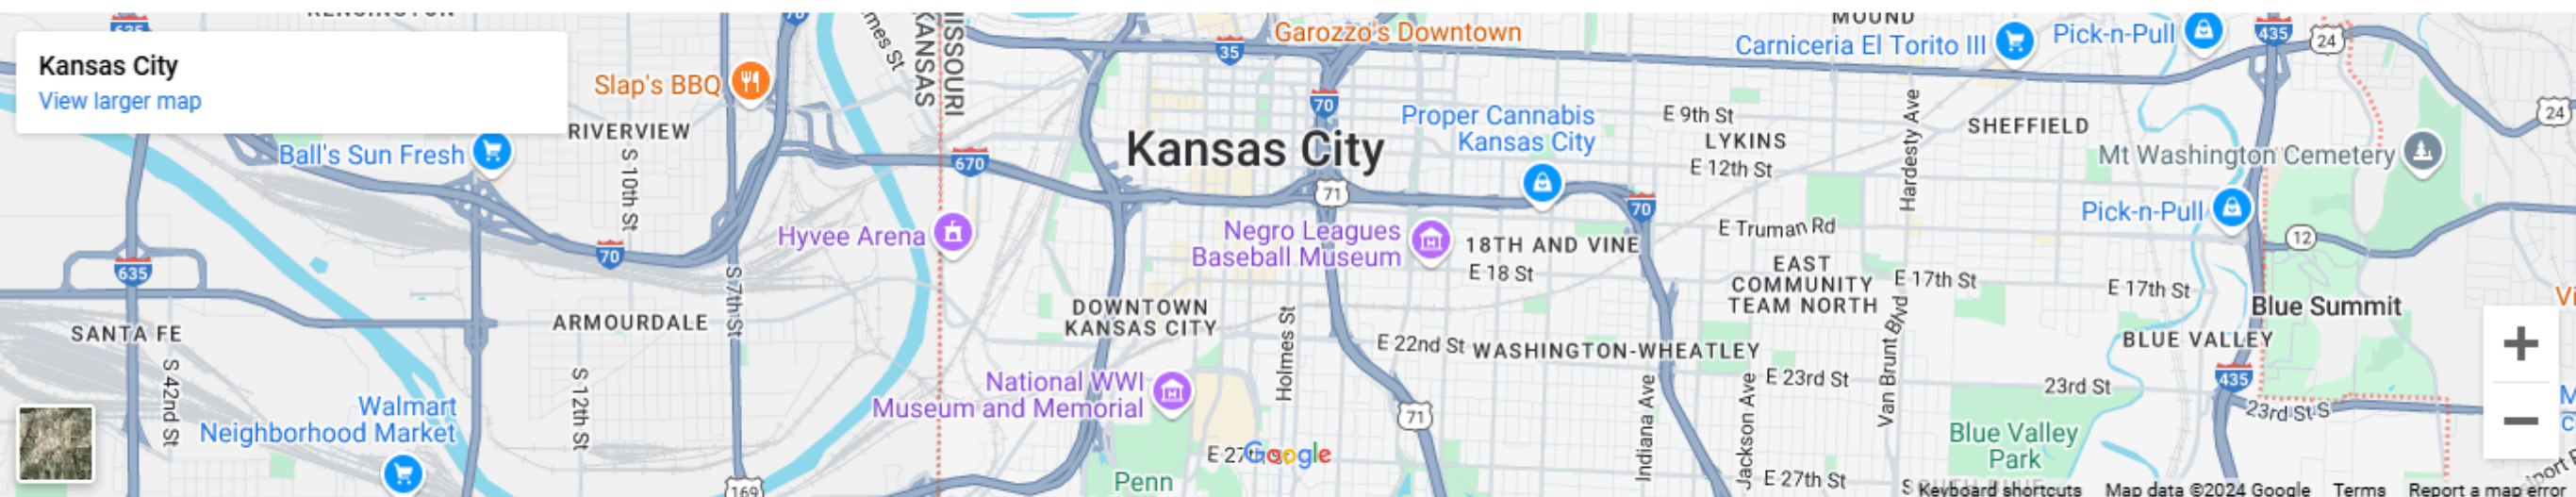 KENSINGTON
635
70
James St
KANSAS
MISSOURI
35
Garozzo's Downtown
MOUND
Carniceria El Torito III
Pick-n-Pull
435
24
Kansas City
View larger map
Slap's BBQ
70
24
RIVERVIEW
Ball's Sun Fresh
S 10th St
670
Kansas City
Proper Cannabis
Kansas City
E 9th St
LYKINS
E 12th St
Hardesty Ave
SHEFFIELD
Mt Washington Cemetery
71
70
Pick-n-Pull
Hyvee Arena
Negro Leagues
Baseball Museum
18TH AND VINE
E 18 St
E Truman Rd
12
70
635
S 7th St
EAST
COMMUNITY
TEAM NORTH
E 17th St
E 17th St
Blue Summit
SANTA FE
ARMOURDALE
DOWNTOWN
KANSAS CITY
Holmes St
E 22nd St
WASHINGTON-WHEATLEY
Van Brunt Blvd
BLUE VALLEY
S 42nd St
S 12th St
National WWI
Museum and Memorial
E 23rd St
23rd St
435
23rd St S
Walmart
Neighborhood Market
71
Indiana Ave
Jackson Ave
Blue Valley
Park
E 27th St
Google
Penn
E 27th St
169
Keyboard shortcuts
Map data ©2024 Google
Terms
Report a map error